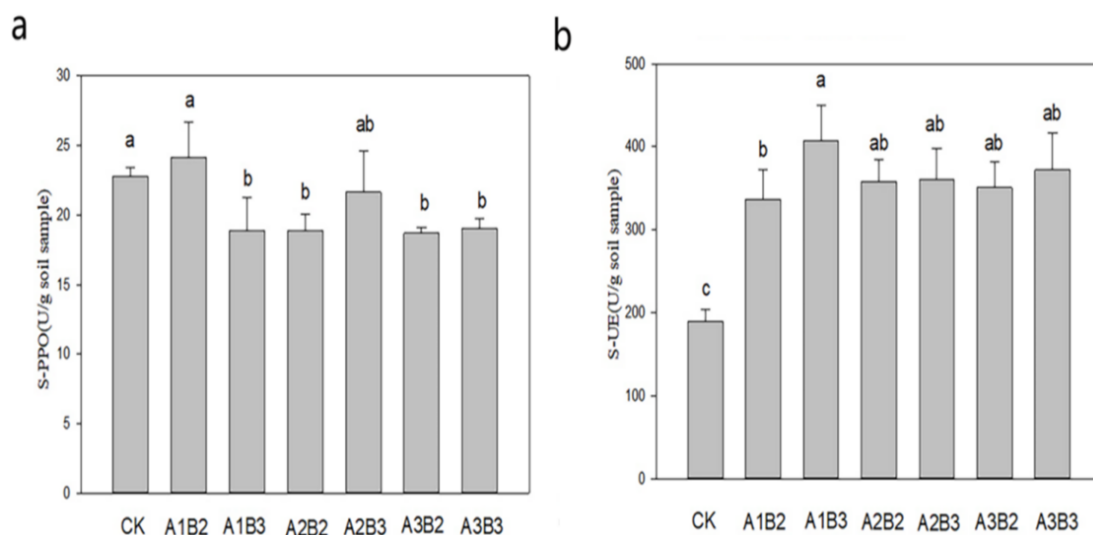 a
S-PPO(U/g soil sample)
30
25
20
15
10
5
0
a
a
b
b
ab
b
b
CK A1B2 A1B3 A2B2 A2B3 A3B2 A3B3
b
S-UE(U/g soil sample)
500
400
300
200
100
0
c
b
a
ab
ab
ab
ab
CK A1B2 A1B3 A2B2 A2B3 A3B2 A3B3